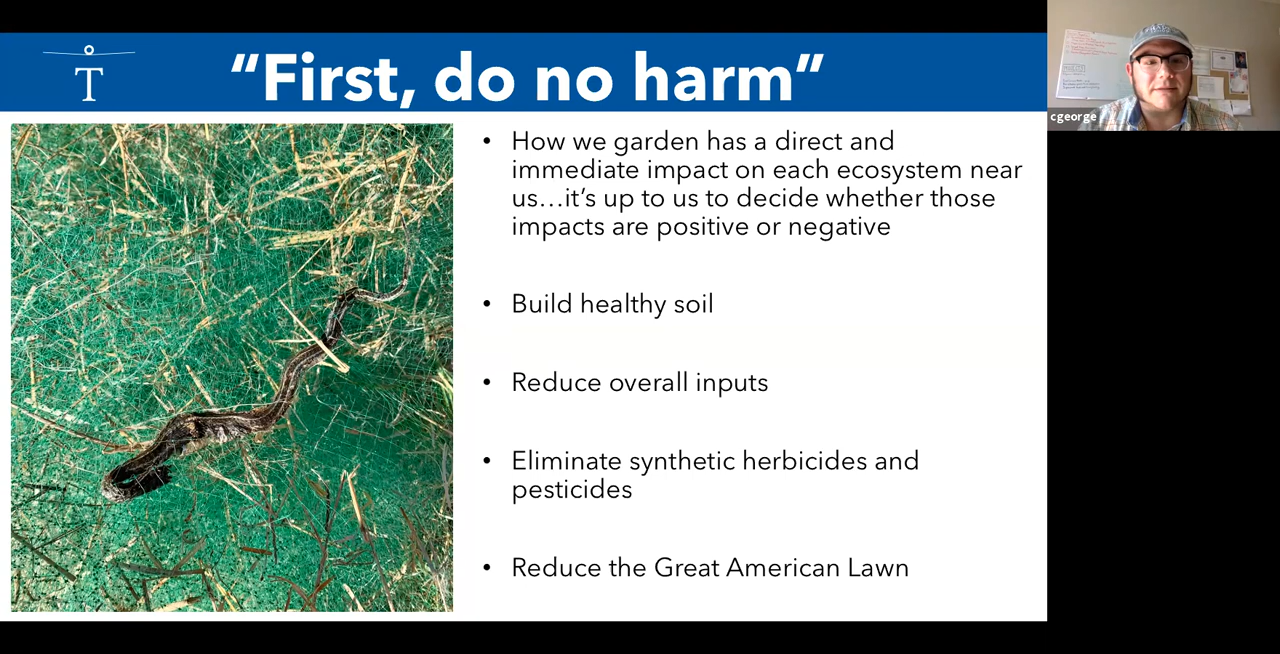 T
“First, do no harm”
• How we garden has a direct and
immediate impact on each ecosystem near
us…it’s up to us to decide whether those
impacts are positive or negative
• Build healthy soil
• Reduce overall inputs
• Eliminate synthetic herbicides and
pesticides
• Reduce the Great American Lawn
cgeorge